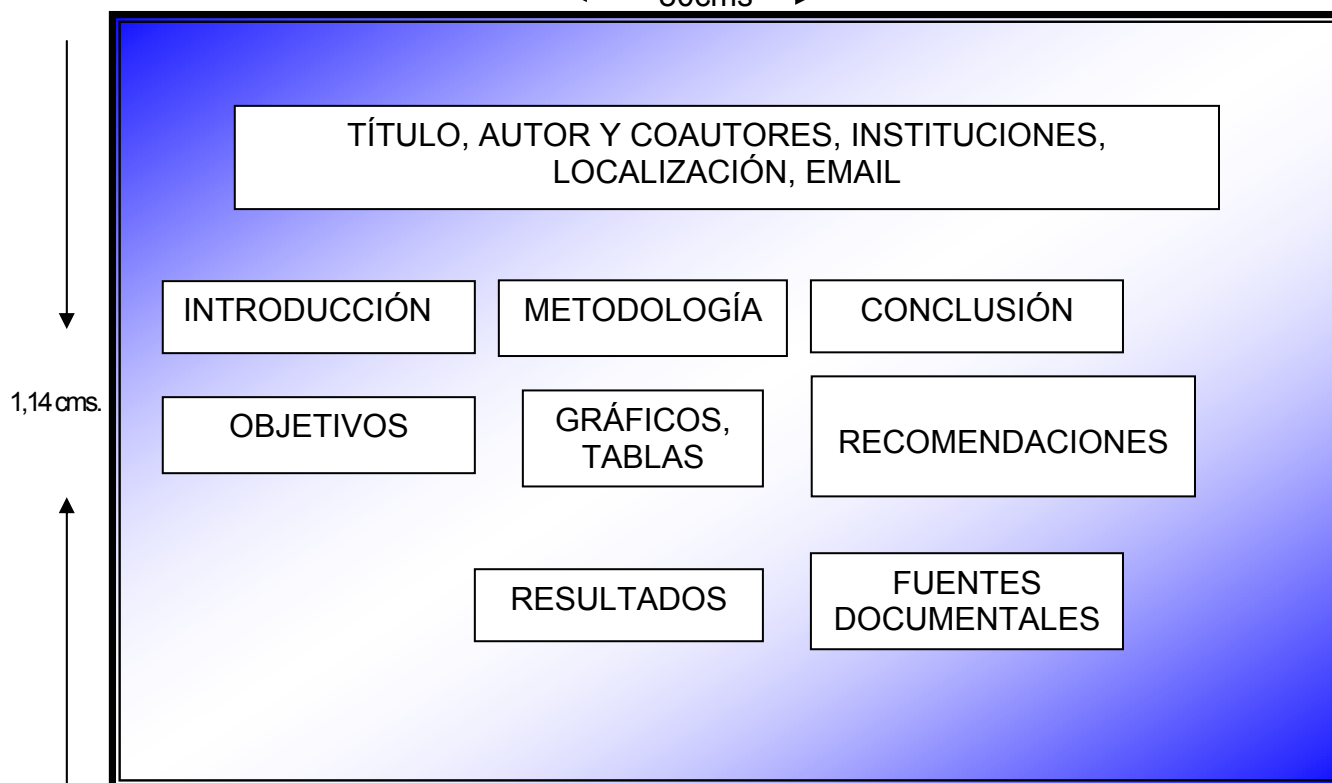 TÍTULO, AUTOR Y COAUTORES, INSTITUCIONES,
LOCALIZACIÓN, EMAIL
INTRODUCCIÓN
METODOLOGÍA
CONCLUSIÓN
1,14 cms.
OBJETIVOS
GRÁFICOS,
TABLAS
RECOMENDACIONES
RESULTADOS
FUENTES
DOCUMENTALES